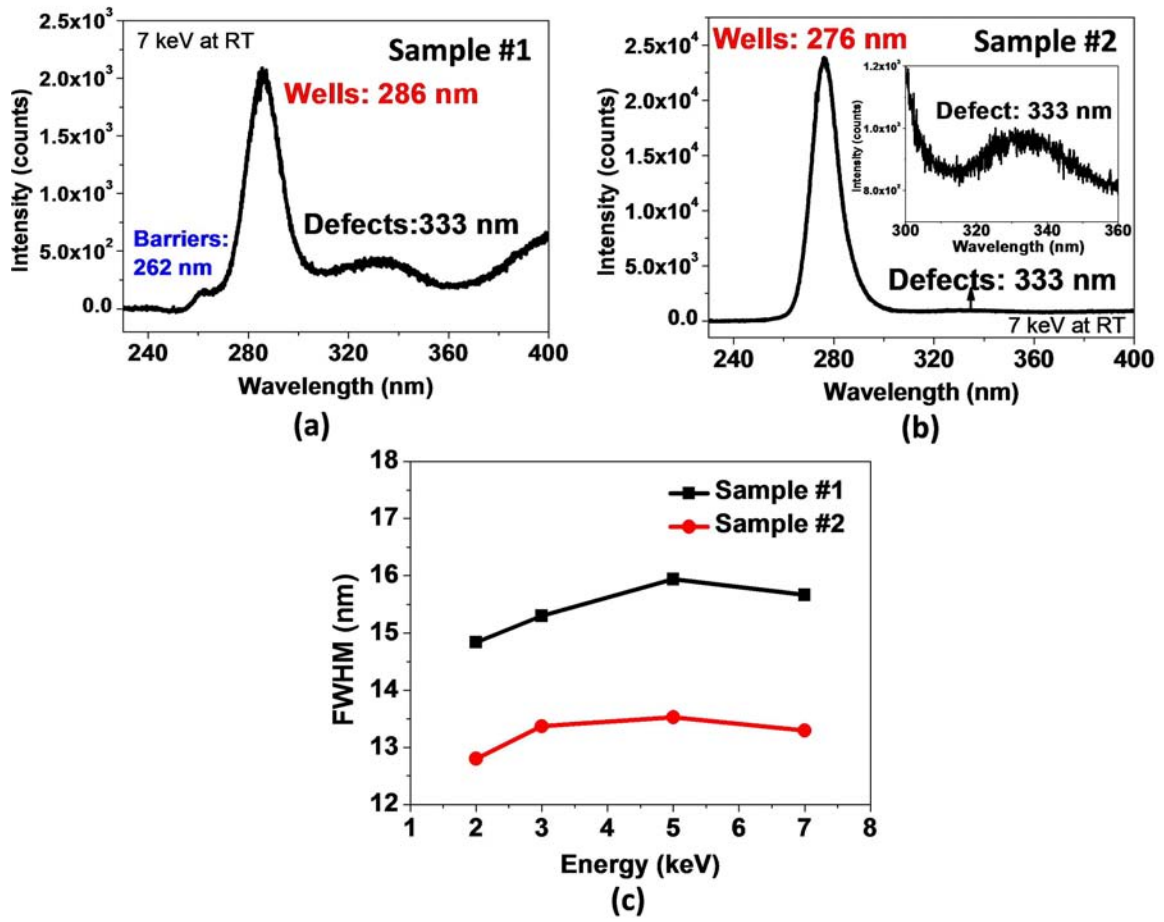 7 keV at RT
Sample #1
Wells: 286 nm
Barriers:
262 nm
Defects:333 nm
2.5x10³
2.0x10³
1.5x10³
1.0x10³
5.0x10²
0.0
Intensity (counts)
240 280 320 360 400
Wavelength (nm)
(a)
Wells: 276 nm
Sample #2
2.5x10⁴
2.0x10⁴
1.5x10⁴
1.0x10⁴
5.0x10³
0.0
Intensity (counts)
1.2x10³
1.0x10³
8.0x10²
Intensity (counts)
Defect: 333 nm
300 320 340 360
Wavelength (nm)
Defects: 333 nm
7 keV at RT
240 280 320 360 400
Wavelength (nm)
(b)
18
17
16
15
14
13
12
FWHM (nm)
Sample #1
Sample #2
1 2 3 4 5 6 7 8
Energy (keV)
(c)